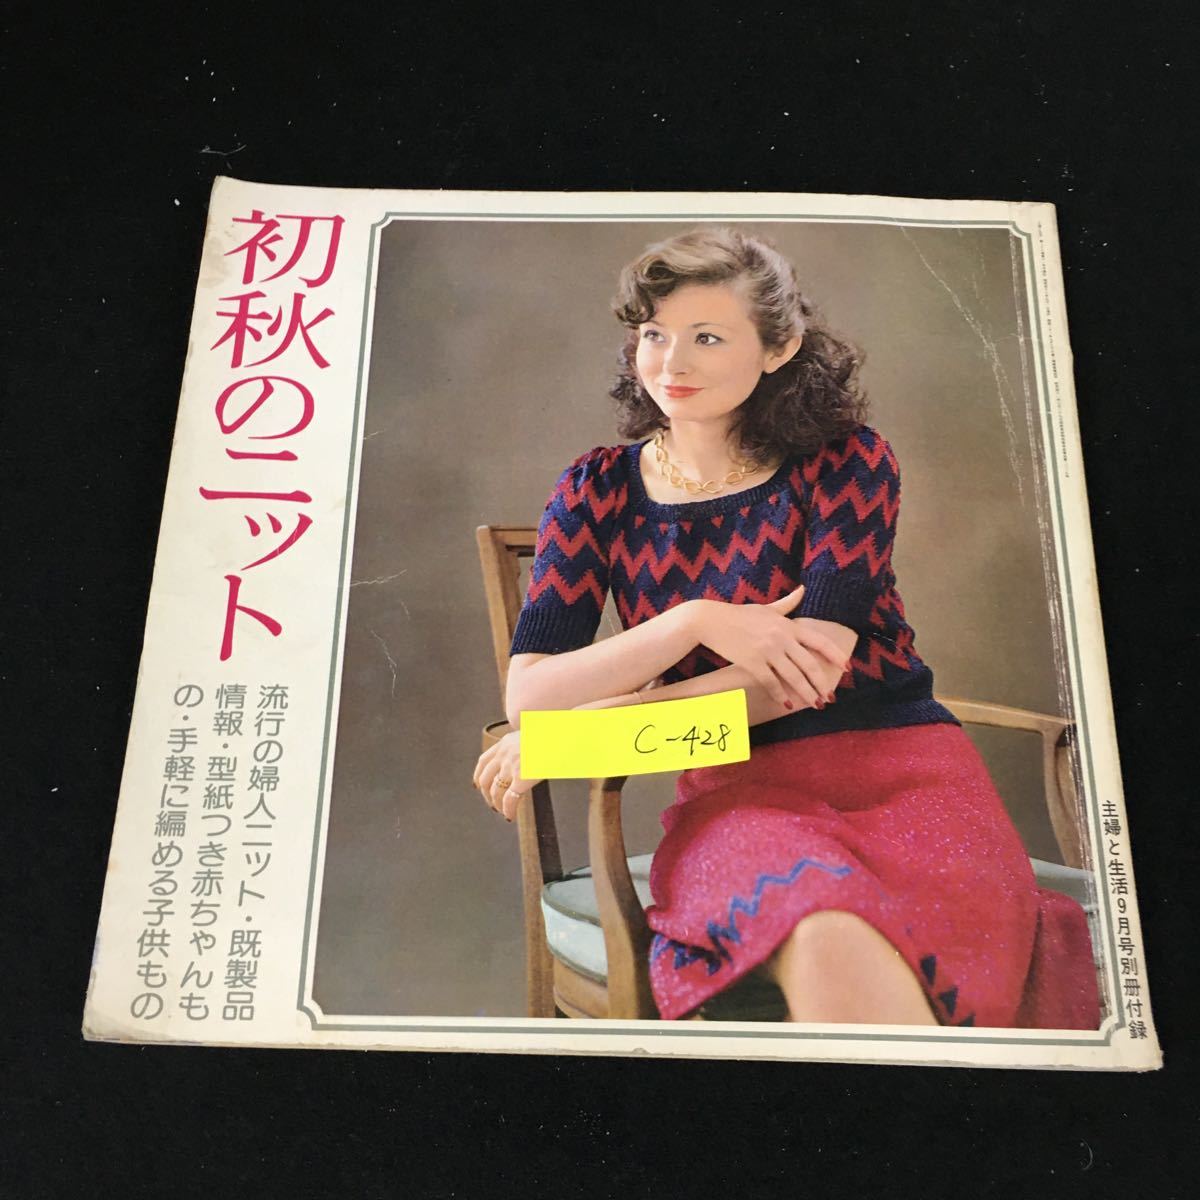 初秋のニット
流行の婦人ニット・既製品
情報・型紙つき赤ちゃんも
の・手軽に編める子供もの
C-428
主婦と生活9月号別冊付録